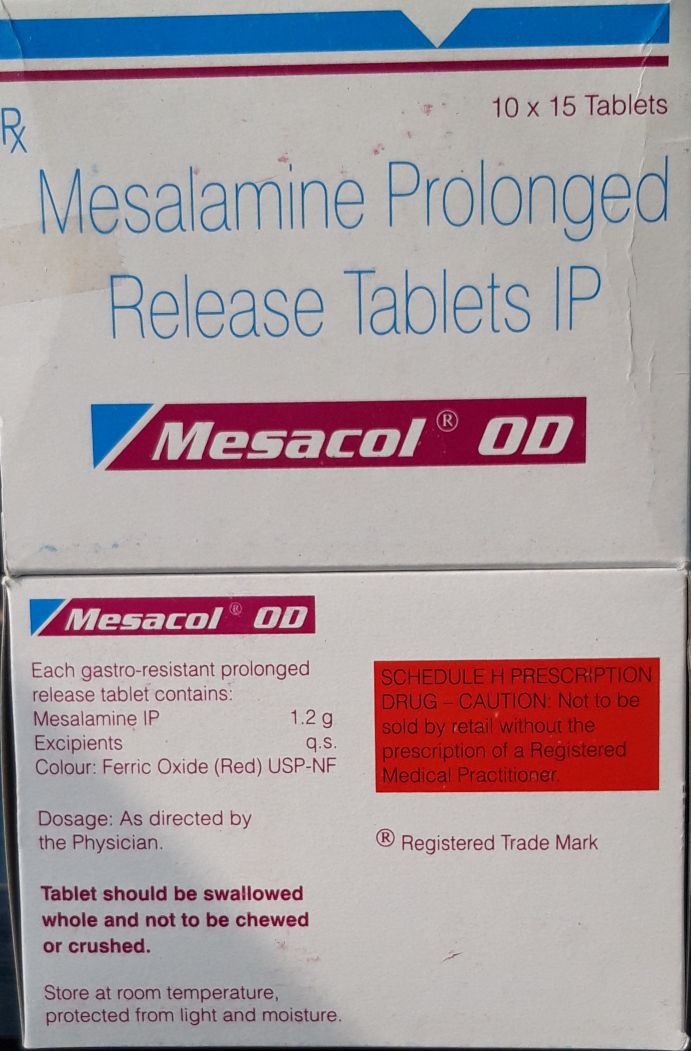 10 x 15 Tablets
Rx
Mesalamine Prolonged
Release Tablets IP
Mesacol® OD
Mesacol® OD
Each gastro-resistant prolonged
release tablet contains:
Mesalamine IP 1.2 g
Excipients q.s.
Colour: Ferric Oxide (Red) USP-NF
Dosage: As directed by
the Physician.
Tablet should be swallowed
whole and not to be chewed
or crushed.
Store at room temperature,
protected from light and moisture.
SCHEDULE H PRESCRIPTION
DRUG – CAUTION: Not to be
sold by retail without the
prescription of a Registered
Medical Practitioner.
® Registered Trade Mark